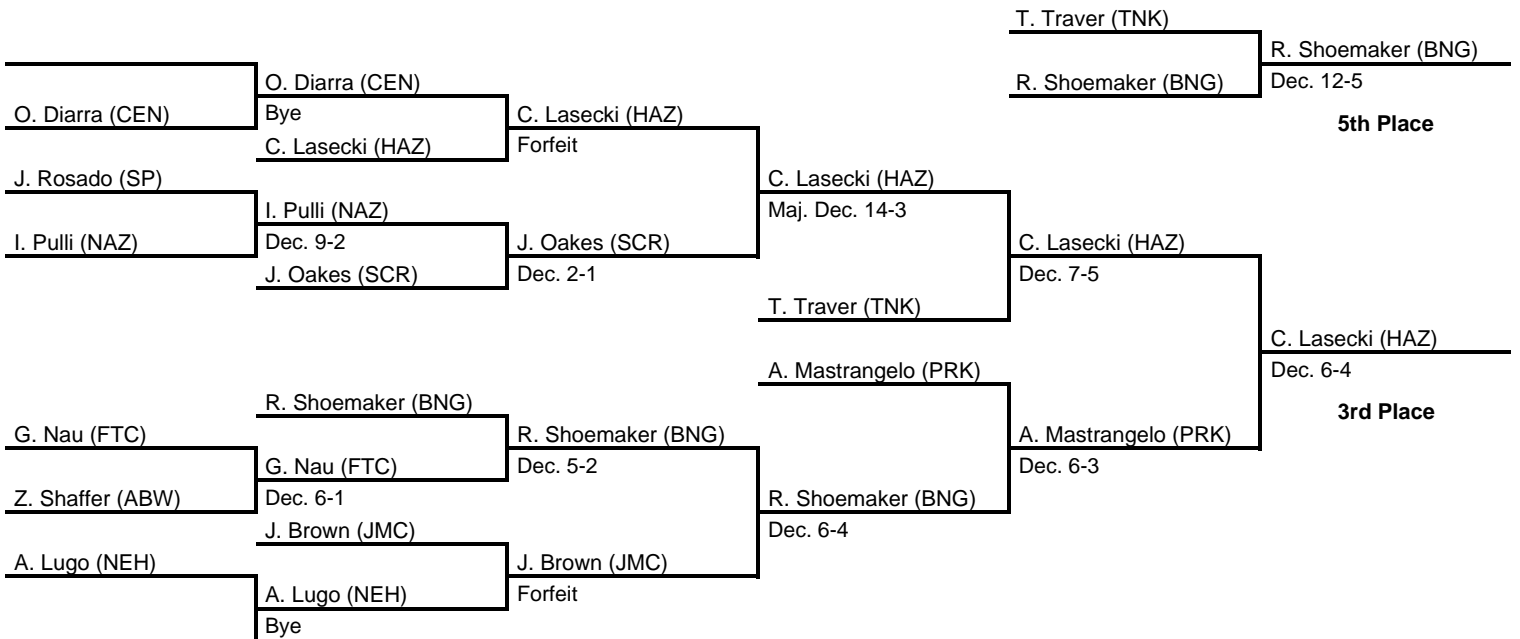 T. Traver (TNK)
R. Shoemaker (BNG)
O. Diarra (CEN)
R. Shoemaker (BNG)
Dec. 12-5
O. Diarra (CEN)
Bye
C. Lasecki (HAZ)
5th Place
C. Lasecki (HAZ)
Forfeit
J. Rosado (SP)
C. Lasecki (HAZ)
I. Pulli (NAZ)
Maj. Dec. 14-3
I. Pulli (NAZ)
Dec. 9-2
J. Oakes (SCR)
C. Lasecki (HAZ)
J. Oakes (SCR)
Dec. 2-1
Dec. 7-5
T. Traver (TNK)
C. Lasecki (HAZ)
A. Mastrangelo (PRK)
Dec. 6-4
R. Shoemaker (BNG)
3rd Place
G. Nau (FTC)
R. Shoemaker (BNG)
A. Mastrangelo (PRK)
G. Nau (FTC)
Dec. 5-2
Dec. 6-3
Z. Shaffer (ABW)
Dec. 6-1
R. Shoemaker (BNG)
J. Brown (JMC)
Dec. 6-4
A. Lugo (NEH)
J. Brown (JMC)
A. Lugo (NEH)
Forfeit
Bye